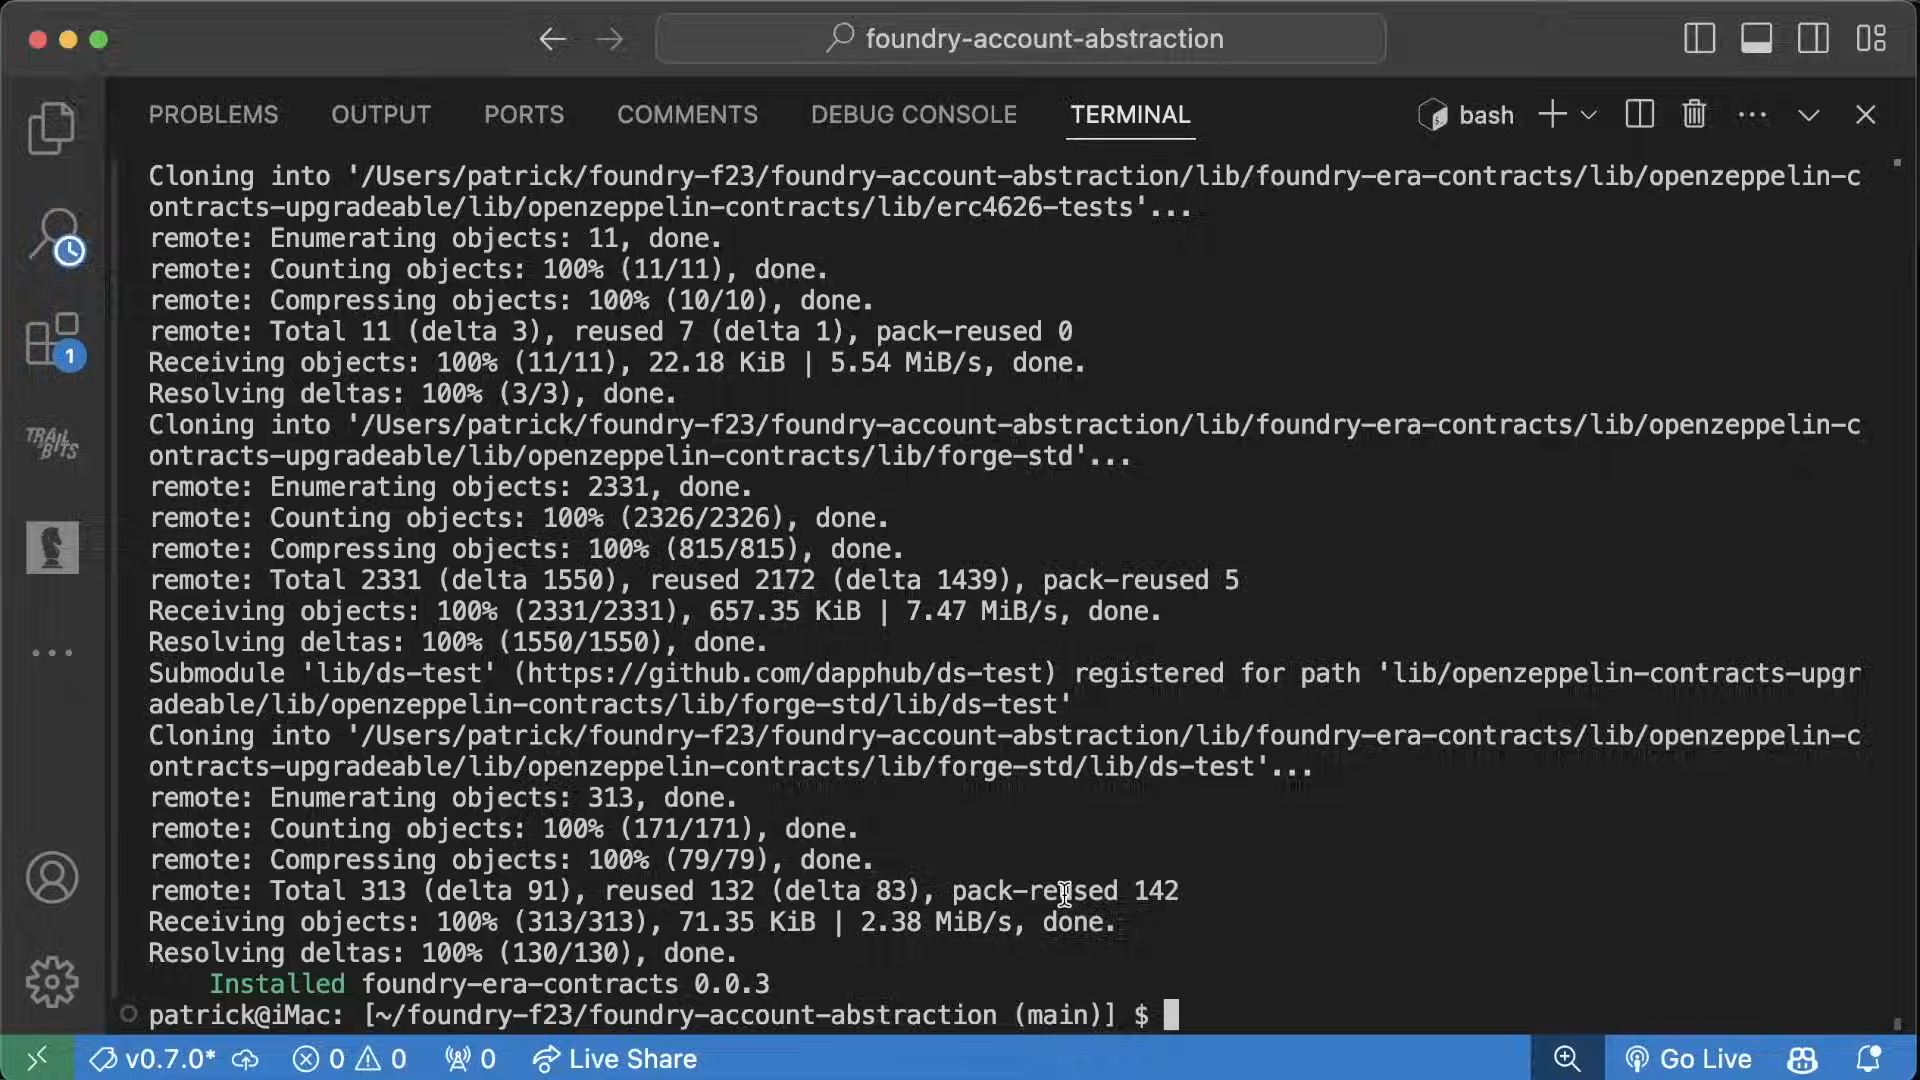 foundry-account-abstraction
PROBLEMS OUTPUT PORTS COMMENTS DEBUG CONSOLE TERMINAL bash
Cloning into '/Users/patrick/foundry-f23/foundry-account-abstraction/lib/foundry-era-contracts/lib/openzeppelin-c
ontracts-upgradeable/lib/openzeppelin-contracts/lib/erc4626-tests'...
remote: Enumerating objects: 11, done.
remote: Counting objects: 100% (11/11), done.
remote: Compressing objects: 100% (10/10), done.
remote: Total 11 (delta 3), reused 7 (delta 1), pack-reused 0
Receiving objects: 100% (11/11), 22.18 KiB | 5.54 MiB/s, done.
Resolving deltas: 100% (3/3), done.
Cloning into '/Users/patrick/foundry-f23/foundry-account-abstraction/lib/foundry-era-contracts/lib/openzeppelin-c
ontracts-upgradeable/lib/openzeppelin-contracts/lib/forge-std'...
remote: Enumerating objects: 2331, done.
remote: Counting objects: 100% (2326/2326), done.
remote: Compressing objects: 100% (815/815), done.
remote: Total 2331 (delta 1550), reused 2172 (delta 1439), pack-reused 5
Receiving objects: 100% (2331/2331), 657.35 KiB | 7.47 MiB/s, done.
Resolving deltas: 100% (1550/1550), done.
Submodule 'lib/ds-test' (https://github.com/dapphub/ds-test) registered for path 'lib/openzeppelin-contracts-upgr
adeable/lib/openzeppelin-contracts/lib/forge-std/lib/ds-test'
Cloning into '/Users/patrick/foundry-f23/foundry-account-abstraction/lib/foundry-era-contracts/lib/openzeppelin-c
ontracts-upgradeable/lib/openzeppelin-contracts/lib/forge-std/lib/ds-test'...
remote: Enumerating objects: 313, done.
remote: Counting objects: 100% (171/171), done.
remote: Compressing objects: 100% (79/79), done.
remote: Total 313 (delta 91), reused 132 (delta 83), pack-reused 142
Receiving objects: 100% (313/313), 71.35 KiB | 2.38 MiB/s, done.
Resolving deltas: 100% (130/130), done.
Installed foundry-era-contracts 0.0.3
patrick@iMac: [~/foundry-f23/foundry-account-abstraction (main)] $
1
TRAIL
BITS
v0.7.0* 0 0 0 Live Share Go Live